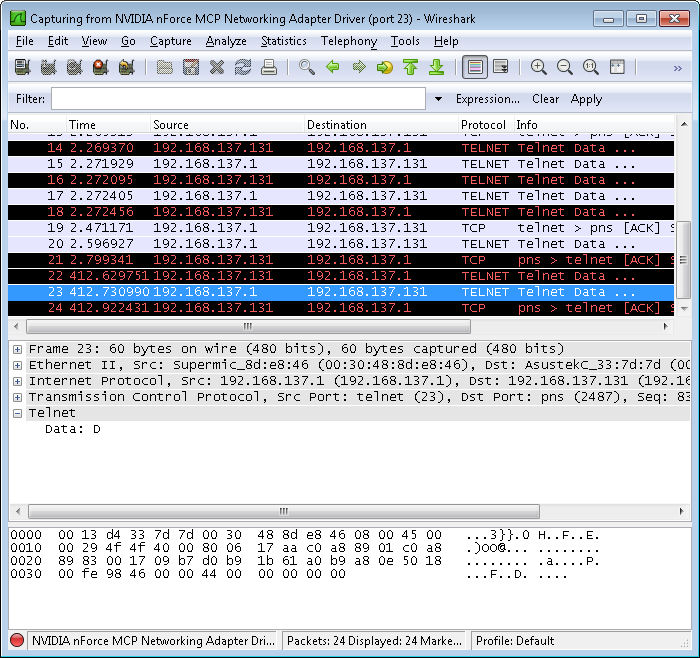 Capturing from NVIDIA nForce MCP Networking Adapter Driver (port 23) - Wireshark
File Edit View Go Capture Analyze Statistics Telephony Tools Help
Filter: Expression... Clear Apply
No. Time Source Destination Protocol Info
14 2.269370 192.168.137.131 192.168.137.1 TELNET Telnet Data ...
15 2.271929 192.168.137.1 192.168.137.131 TELNET Telnet Data ...
16 2.272095 192.168.137.131 192.168.137.1 TELNET Telnet Data ...
17 2.272405 192.168.137.1 192.168.137.131 TELNET Telnet Data ...
18 2.272456 192.168.137.131 192.168.137.1 TELNET Telnet Data ...
19 2.471171 192.168.137.1 192.168.137.131 TCP telnet > pns [ACK] S
20 2.596927 192.168.137.1 192.168.137.131 TELNET Telnet Data ...
21 2.799341 192.168.137.131 192.168.137.1 TCP pns > telnet [ACK] S
22 412.629751 192.168.137.131 192.168.137.1 TELNET Telnet Data ...
23 412.730990 192.168.137.1 192.168.137.131 TELNET Telnet Data ...
24 412.922431 192.168.137.131 192.168.137.1 TCP pns > telnet [ACK] S
Frame 23: 60 bytes on wire (480 bits), 60 bytes captured (480 bits)
Ethernet II, Src: Supermic_8d:e8:46 (00:30:48:8d:e8:46), Dst: AsustekC_33:7d:7d (00
Internet Protocol, Src: 192.168.137.1 (192.168.137.1), Dst: 192.168.137.131 (192.16
Transmission Control Protocol, Src Port: telnet (23), Dst Port: pns (2487), Seq: 83
Telnet
Data: D
0000 00 13 d4 33 7d 7d 00 30 48 8d e8 46 08 00 45 00 ...3}}.0 H..F..E.
0010 00 29 4f 4f 40 00 80 06 17 aa c0 a8 89 01 c0 a8 .)OO@... ........
0020 89 83 00 17 09 b7 d0 b9 1b 61 a0 b9 a8 0e 50 18 ........ .a....P.
0030 00 fe 98 46 00 00 44 00 00 00 00 00 ...F..D. ....
NVIDIA nForce MCP Networking Adapter Dri... Packets: 24 Displayed: 24 Marke... Profile: Default